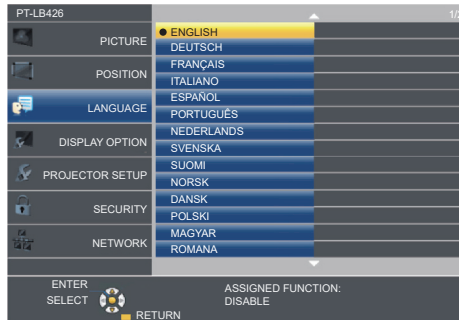 PT-LB426
1/2
PICTURE
POSITION
LANGUAGE
DISPLAY OPTION
PROJECTOR SETUP
SECURITY
NETWORK
ENGLISH
DEUTSCH
FRANÇAIS
ITALIANO
ESPAÑOL
PORTUGUÊS
NEDERLANDS
SVENSKA
SUOMI
NORSK
DANSK
POLSKI
MAGYAR
ROMANA
ENTER
SELECT
RETURN
ASSIGNED FUNCTION:
DISABLE